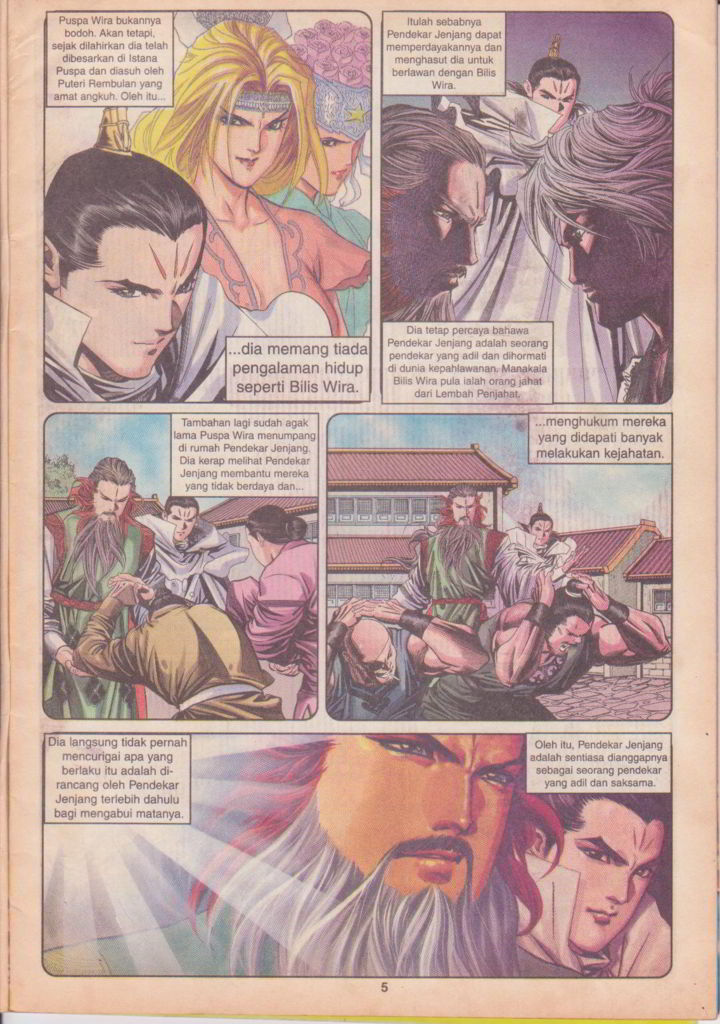 Puspa Wira bukannya
bodoh. Akan tetapi,
sejak dilahirkan dia telah
dibesarkan di Istana
Puspa dan diasuh oleh
Puteri Rembulan yang
amat angkuh. Oleh itu...
...dia memang tiada
pengalaman hidup
seperti Bilis Wira.
Itulah sebabnya
Pendekar Jenjang dapat
memperdayakannya dan
menghasut dia untuk
berlawan dengan Bilis
Wira.
Dia tetap percaya bahawa
Pendekar Jenjang adalah seorang
pendekar yang adil dan dihormati
di dunia kepahlawanan. Manakala
Bilis Wira pula ialah orang jahat
dari Lembah Penjahat.
Tambahan lagi sudah agak
lama Puspa Wira menumpang
di rumah Pendekar Jenjang.
Dia kerap melihat Pendekar
Jenjang membantu mereka
yang tidak berdaya dan...
...menghukum mereka
yang didapati banyak
melakukan kejahatan.
Dia langsung tidak pernah
mencurigai apa yang
berlaku itu adalah di-
rancang oleh Pendekar
Jenjang terlebih dahulu
bagi mengabui matanya.
Oleh itu, Pendekar Jenjang
adalah sentiasa dianggapnya
sebagai seorang pendekar
yang adil dan saksama.
5